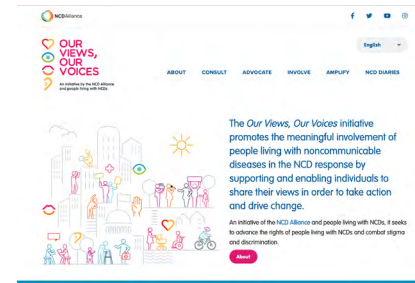 NCDAlliance
English
OUR
VIEWS,
OUR
VOICES
An initiative by the NCD Alliance
and people living with NCDs
ABOUT CONSULT ADVOCATE INVOLVE AMPLIFY NCD DIARIES
The Our Views, Our Voices initiative
promotes the meaningful involvement of
people living with noncommunicable
diseases in the NCD response by
supporting and enabling individuals to
share their views in order to take action
and drive change.
An initiative of the NCD Alliance and people living with NCDs, it seeks
to advance the rights of people living with NCDs and combat stigma
and discrimination.
About